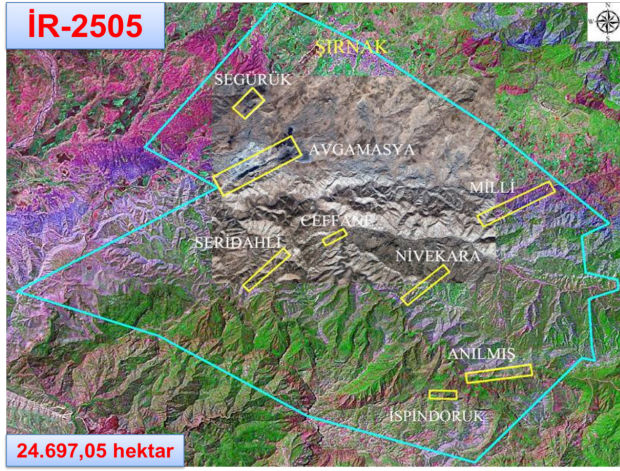 İR-2505
ŞIRNAK
SEGÜRÜK
AVGAMASYA
MİLLİ
CEFFANE
SERİDAHLİ
NİVEKARA
ANILMIŞ
İSPİNDORUK
24.697,05 hektar